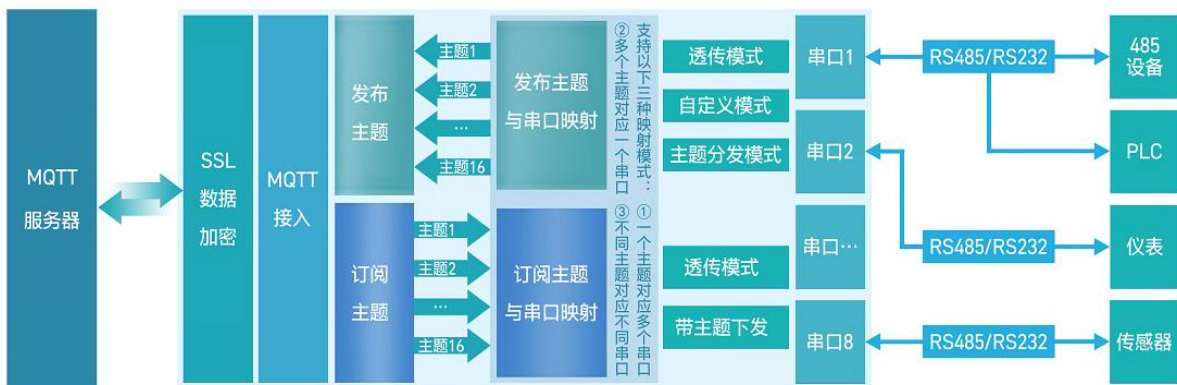 MQTT
服务器
SSL
数据
加密
MQTT
接入
发布
主题
主题1
主题2
...
主题16
发布主题
与串口映射
支持以下三种映射模式:
②多个主题对应一个串口
透传模式
自定义模式
主题分发模式
订阅
主题
主题1
主题2
...
主题16
订阅主题
与串口映射
①一个主题对应多个串口
③不同主题对应不同串口
透传模式
带主题下发
串口1
串口2
串口…
串口8
RS485/RS232
RS485/RS232
RS485/RS232
485
设备
PLC
仪表
传感器